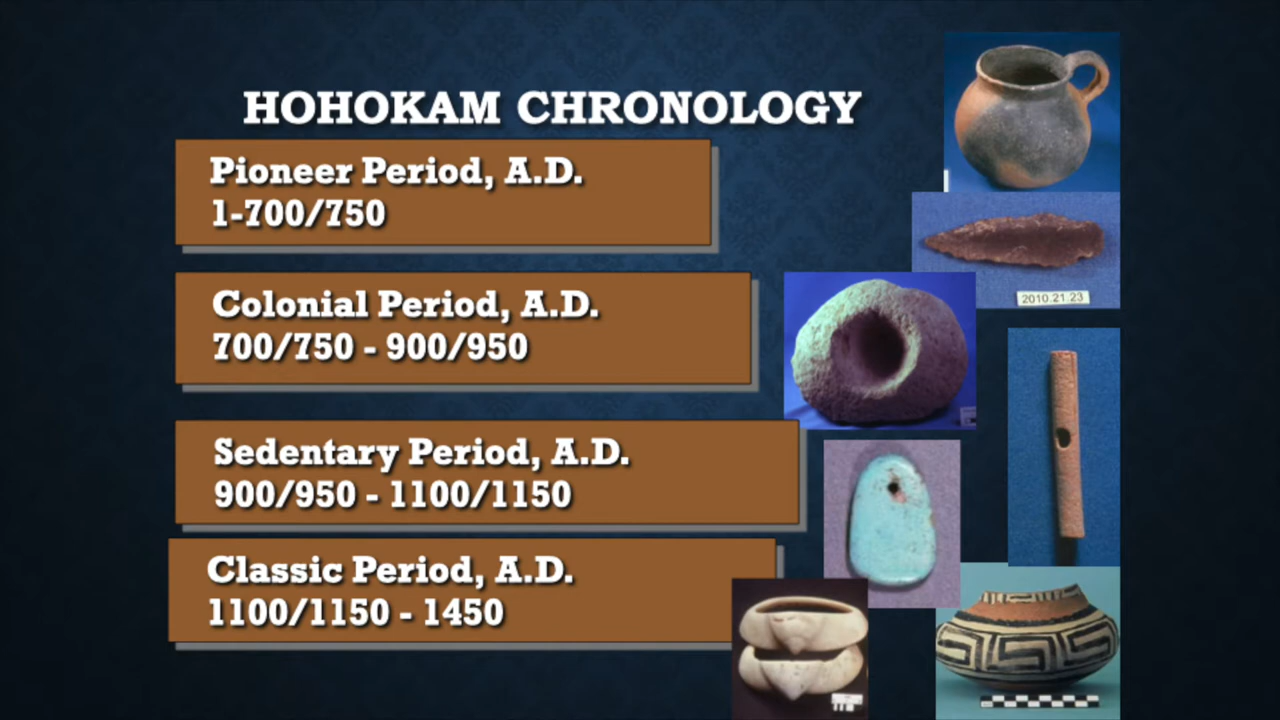 HOHOKAM CHRONOLOGY
Pioneer Period, A.D.
1-700/750
Colonial Period, A.D.
700/750 - 900/950
Sedentary Period, A.D.
900/950 - 1100/1150
Classic Period, A.D.
1100/1150 - 1450
2010.21.23